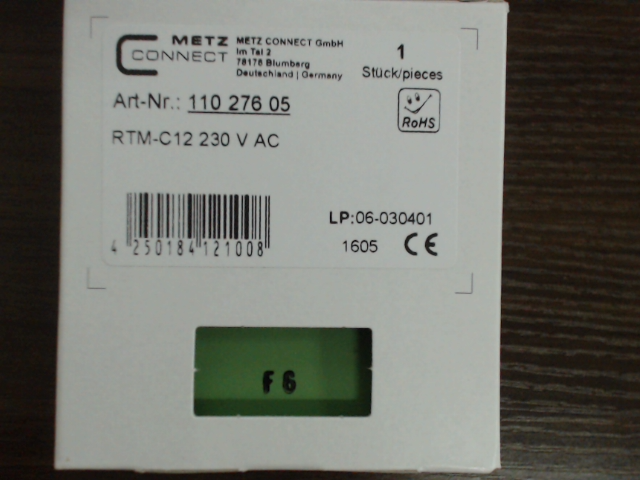 METZ CONNECT
METZ CONNECT GmbH
Im Tal 2
78176 Blumberg
Deutschland | Germany
1
Stück/pieces
Art-Nr.: 110 276 05
RoHS
RTM-C12 230 V AC
LP:06-030401
1605 CE
4 250184 121008
F 6